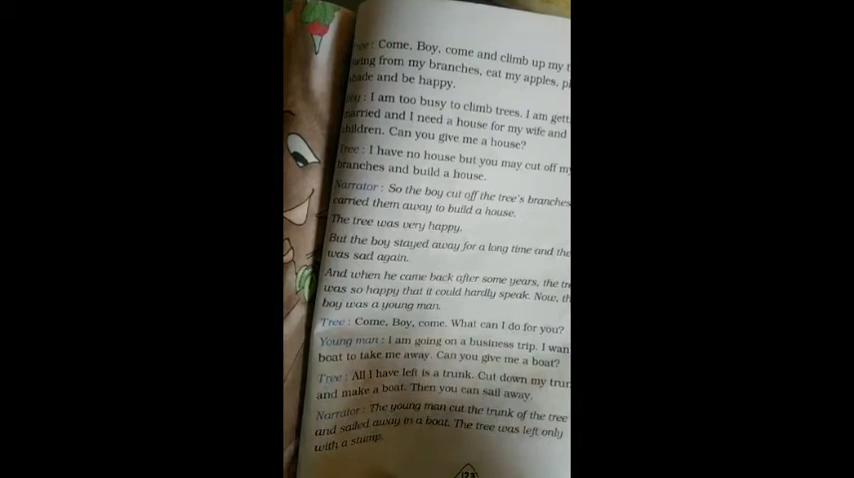 Tree : Come, Boy, come and climb up my
from my branches, eat my apples,
and be happy.
Boy : I am too busy to climb trees. I am
married and I need a house for my wife and
children. Can you give me a house?
Tree : I have no house but you may cut off
branches and build a house.
Narrator : So the boy cut off the tree's branches
carried them away to build a house.
The tree was very happy.
But the boy stayed away for a long time and
was sad again.
And when he came back after some years, the
was so happy that it could hardly speak. Now,
boy was a young man.
Tree : Come, Boy, come. What can I do for you?
Young man : I am going on a business trip. I
boat to take me away. Can you give me a boat?
Tree : All I have left is a trunk. Cut down my
and make a boat. Then you can sail away.
Narrator : The young man cut the trunk of the tree
and sailed away in a boat. The tree was left only
with a stump.
123